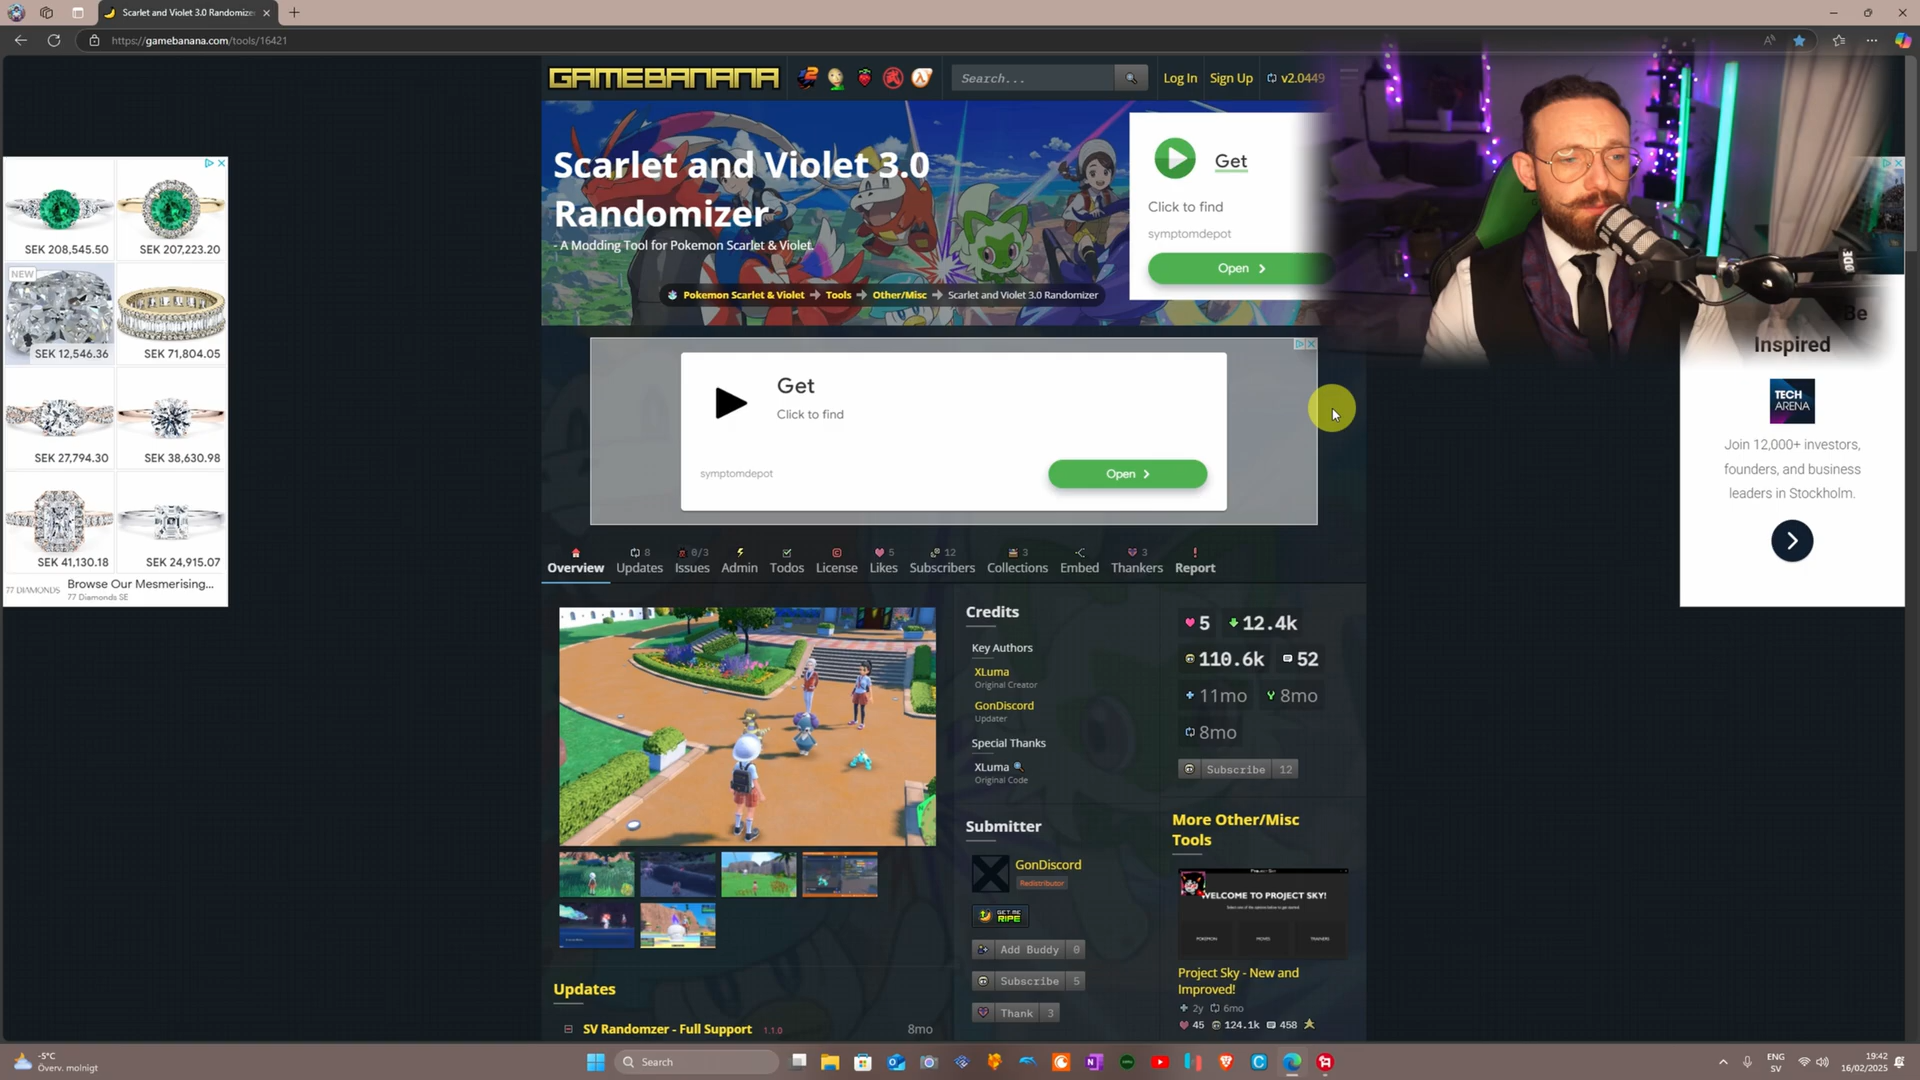 Scarlet and Violet 3.0 Randomize
https://gamebanana.com/tools/16421
GAMEBANANA
Search...
Log In
Sign Up
v2.0449
Scarlet and Violet 3.0
Randomizer
- A Modding Tool for Pokemon Scarlet & Violet.
Pokemon Scarlet & Violet
Tools
Other/Misc
Scarlet and Violet 3.0 Randomizer
Get
Click to find
symptomdepot
Open
SEK 208,545.50
SEK 207,223.20
NEW
SEK 12,546.36
SEK 71,804.05
SEK 27,794.30
SEK 38,630.98
SEK 41,130.18
SEK 24,915.07
77 DIAMONDS
Browse Our Mesmerising...
77 Diamonds SE
Get
Click to find
symptomdepot
Open
Be
Inspired
TECH
ARENA
Join 12,000+ investors,
founders, and business
leaders in Stockholm.
8 0/3 5 12 3 3
Overview Updates Issues Admin Todos License Likes Subscribers Collections Embed Thankers Report
Credits
Key Authors
XLuma
Original Creator
GonDiscord
Updater
Special Thanks
XLuma
Original Code
Submitter
GonDiscord
Redistributor
GET ME
RIPE
Add Buddy 0
Subscribe 5
Thank 3
5 12.4k
110.6k 52
11mo 8mo
8mo
Subscribe 12
More Other/Misc
Tools
WELCOME TO PROJECT SKY!
POKEMON MOVES TRAINERS
Project Sky - New and
Improved!
2y 6mo
45 124.1k 458
Updates
SV Randomzer - Full Support 1.1.0 8mo
-5°C
Överv. molnigt
Search
ENG
SV
19:42
16/02/2025